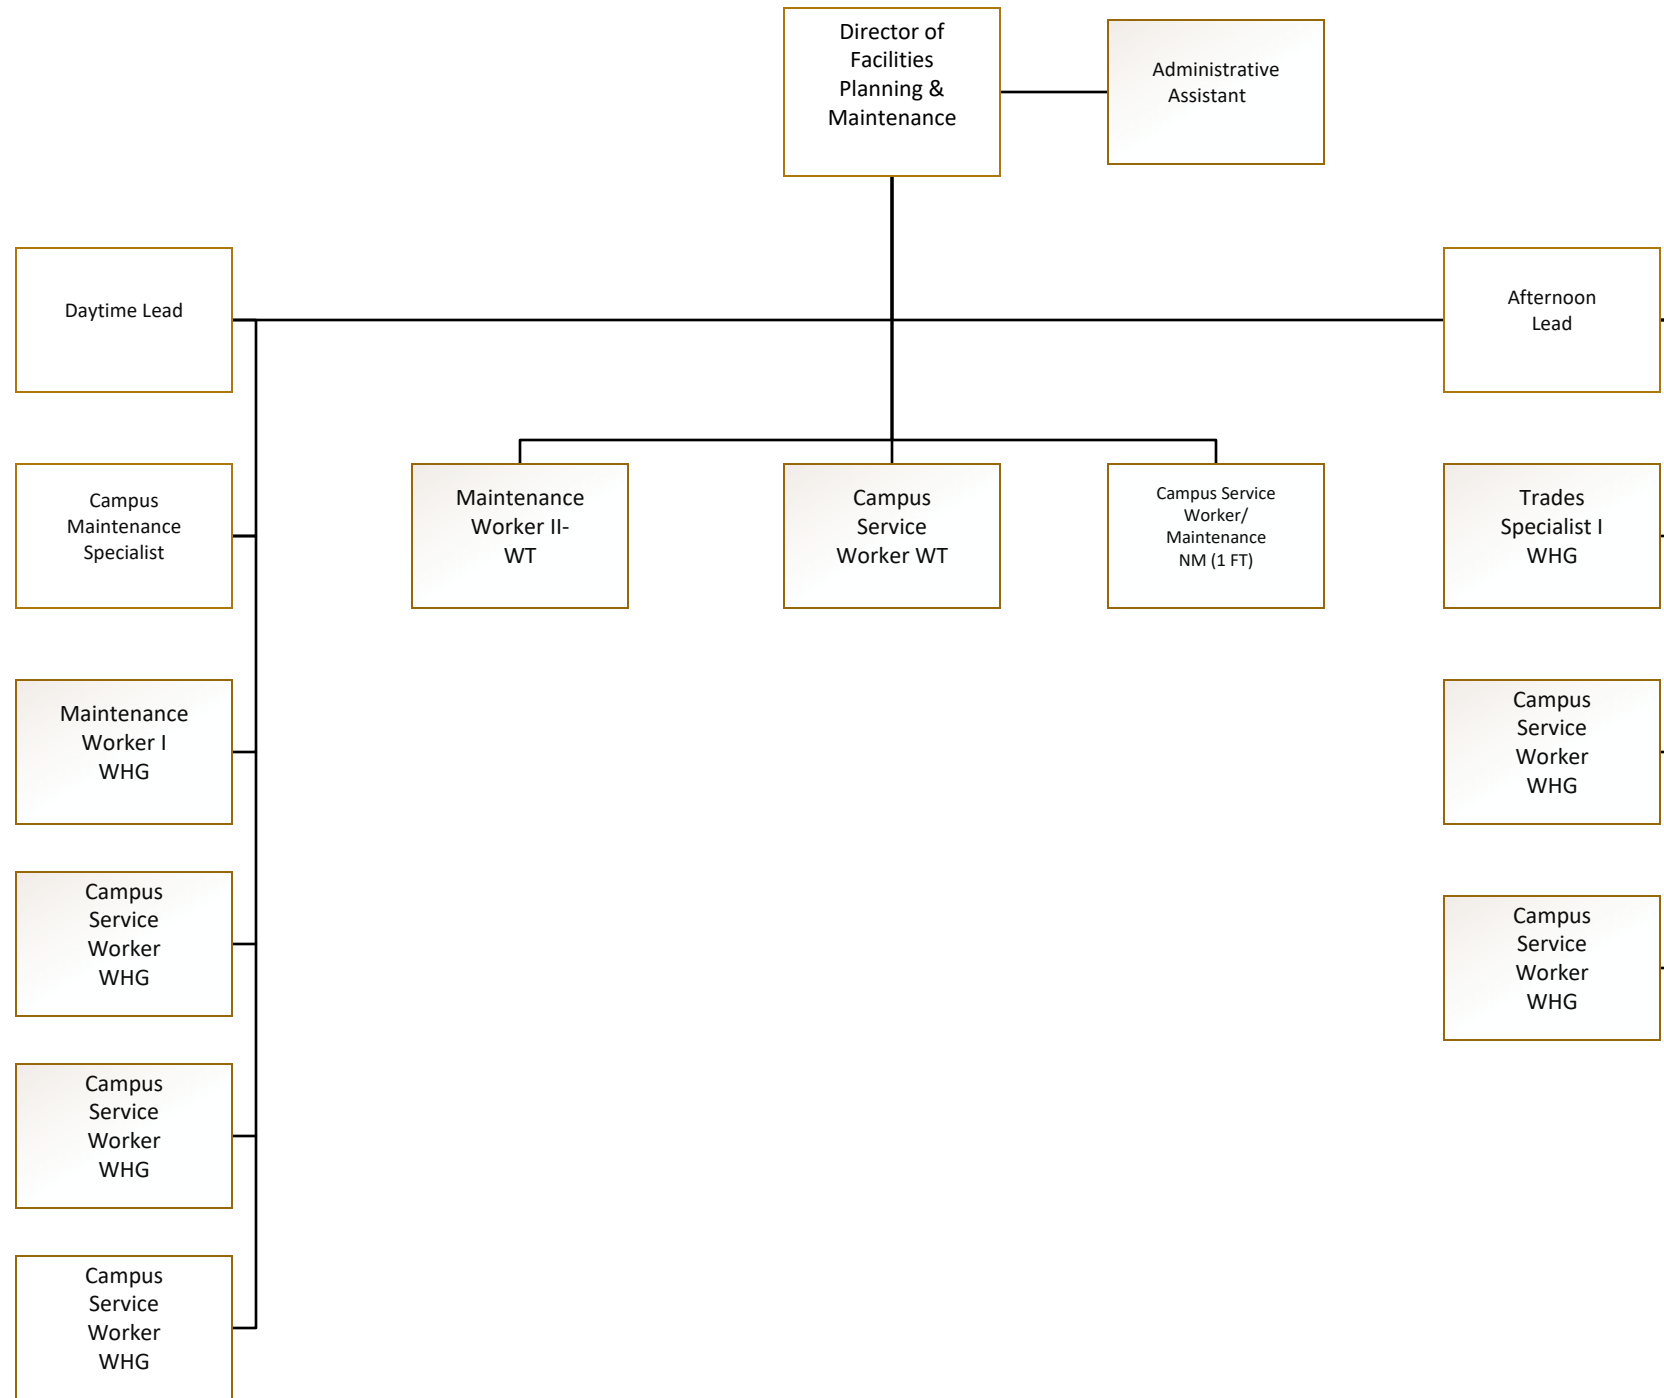 Director of
Facilities
Planning &
Maintenance
Administrative
Assistant
Daytime Lead
Afternoon
Lead
Campus
Maintenance
Specialist
Maintenance
Worker II-
WT
Campus
Service
Worker WT
Campus Service
Worker/
Maintenance
NM (1 FT)
Trades
Specialist I
WHG
Maintenance
Worker I
WHG
Campus
Service
Worker
WHG
Campus
Service
Worker
WHG
Campus
Service
Worker
WHG
Campus
Service
Worker
WHG
Campus
Service
Worker
WHG